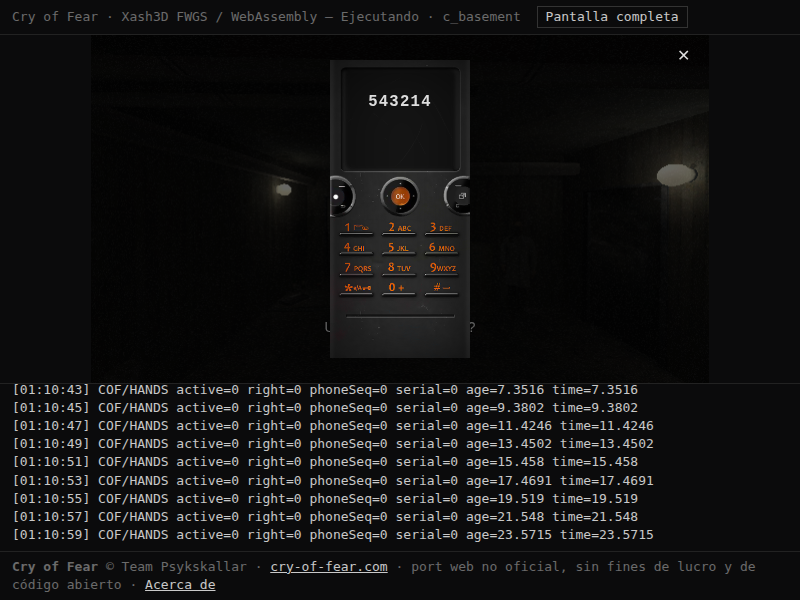 Cry of Fear · Xash3D FWGS / WebAssembly — Ejecutando · c_basement
Pantalla completa
✕
543214
OK
1
2 ABC
3 DEF
4 GHI
5 JKL
6 MNO
7 PQRS
8 TUV
9 WXYZ
*
0 +
#
?
[01:10:43] COF/HANDS active=0 right=0 phoneSeq=0 serial=0 age=7.3516 time=7.3516
[01:10:45] COF/HANDS active=0 right=0 phoneSeq=0 serial=0 age=9.3802 time=9.3802
[01:10:47] COF/HANDS active=0 right=0 phoneSeq=0 serial=0 age=11.4246 time=11.4246
[01:10:49] COF/HANDS active=0 right=0 phoneSeq=0 serial=0 age=13.4502 time=13.4502
[01:10:51] COF/HANDS active=0 right=0 phoneSeq=0 serial=0 age=15.458 time=15.458
[01:10:53] COF/HANDS active=0 right=0 phoneSeq=0 serial=0 age=17.4691 time=17.4691
[01:10:55] COF/HANDS active=0 right=0 phoneSeq=0 serial=0 age=19.519 time=19.519
[01:10:57] COF/HANDS active=0 right=0 phoneSeq=0 serial=0 age=21.548 time=21.548
[01:10:59] COF/HANDS active=0 right=0 phoneSeq=0 serial=0 age=23.5715 time=23.5715
Cry of Fear © Team Psykskallar · cry-of-fear.com · port web no oficial, sin fines de lucro y de
código abierto · Acerca de